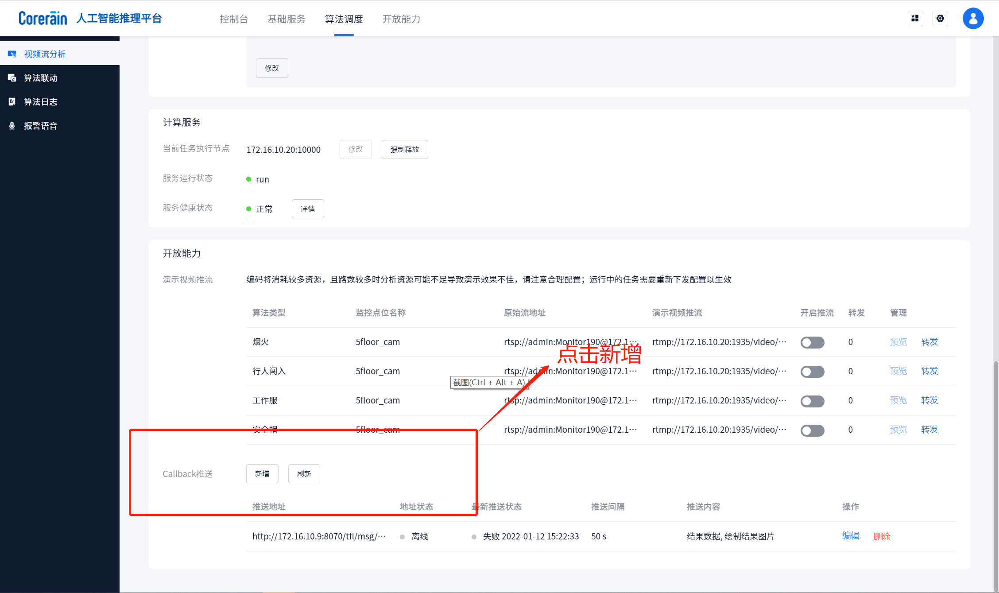 Corerain 人工智能推理平台 控制台 基础服务 算法调度 开放能力
视频流分析
算法联动
算法日志
报警语音
修改
计算服务
当前任务执行节点 172.16.10.20:10000 修改 强制释放
服务运行状态 run
服务健康状态 正常 详情
开放能力
演示视频推流 编码将消耗较多资源，且路数较多时分析资源可能不足导致演示效果不佳，请注意合理配置；运行中的任务需要重新下发配置以生效
算法类型 监控点位名称 原始流地址 演示视频推流 开启推流 转发 管理
烟火 5floor_cam rtsp://admin:Monitor190@172.1··· rtmp://172.16.10.20:1935/video/··· 0 预览 转发
点击新增
行人闯入 5floor_cam rtsp://admin:Monitor190@172.1··· rtmp://172.16.10.20:1935/video/··· 0 预览 转发
截图(Ctrl + Alt + A)
工作服 5floor_cam rtsp://admin:Monitor190@172.1··· rtmp://172.16.10.20:1935/video/··· 0 预览 转发
安全帽 5floor_cam rtsp://admin:Monitor190@172.1··· rtmp://172.16.10.20:1935/video/··· 0 预览 转发
Callback推送 新增 刷新
推送地址 地址状态 最新推送状态 推送间隔 推送内容 操作
http://172.16.10.9:8070/tfl/msg/··· 离线 失败 2022-01-12 15:22:33 50 s 结果数据, 绘制结果图片 编辑 删除